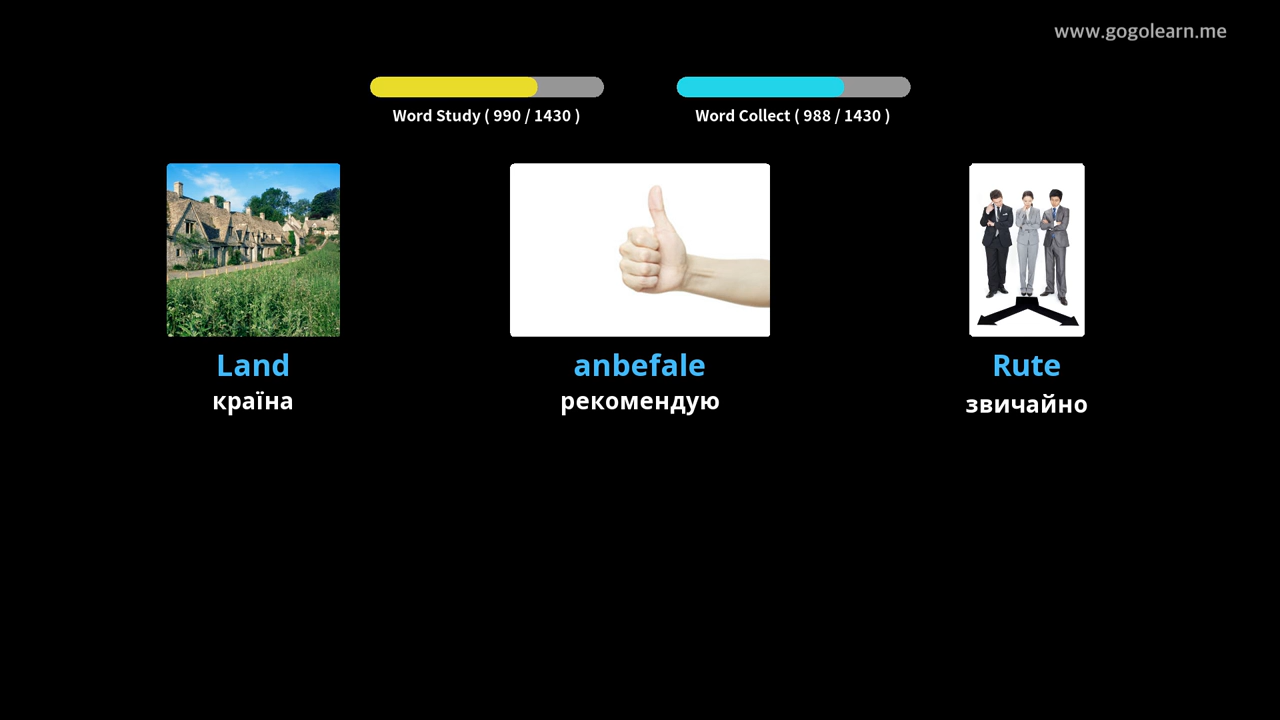 www.gogolearn.me
Word Study ( 990 / 1430 )
Word Collect ( 988 / 1430 )
Land
anbefale
Rute
країна
рекомендую
звичайно